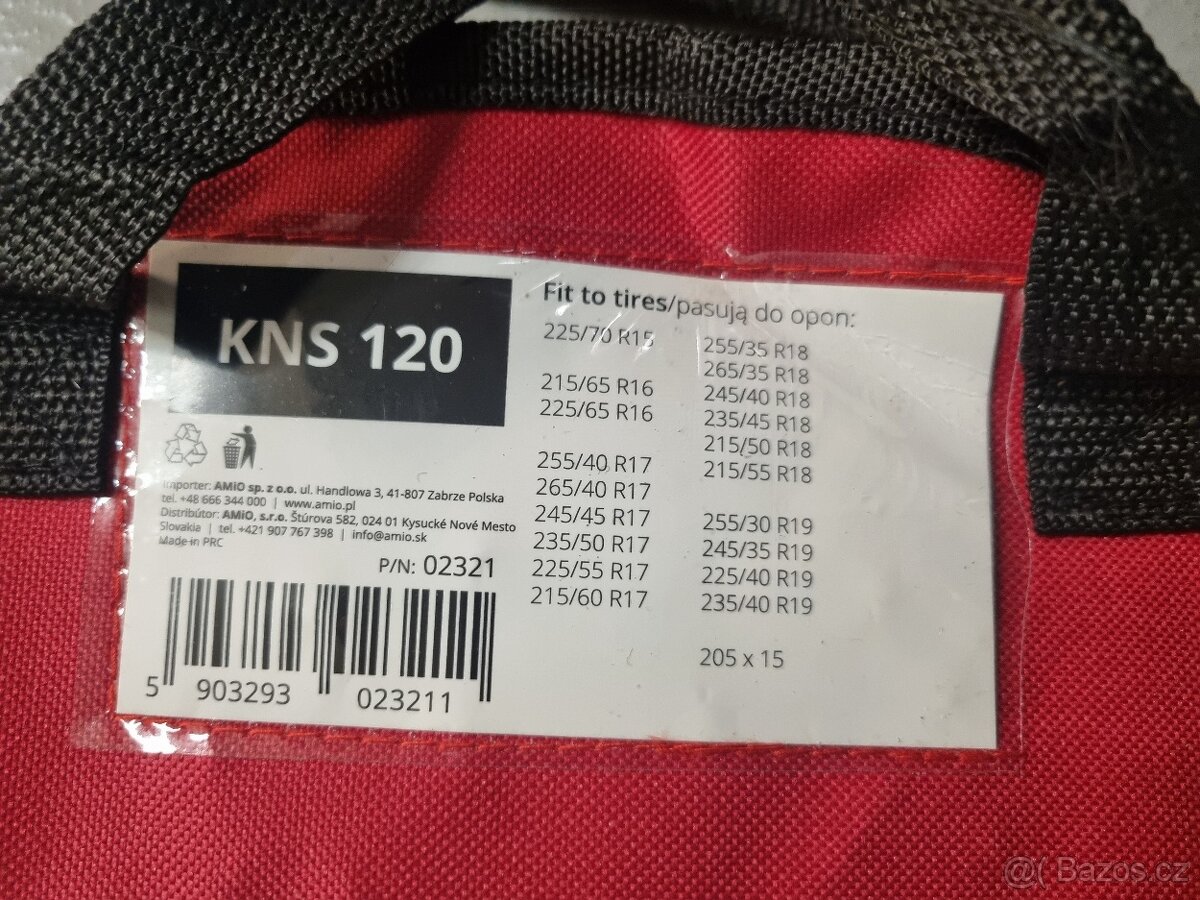 KNS 120
Importer: AMiO sp. z o.o. ul. Handlowa 3, 41-807 Zabrze Polska
tel. +48 666 344 000 | www.amio.pl
Distribútor: AMiO, s.r.o. Štúrova 582, 024 01 Kysucké Nové Mesto
Slovakia | tel. +421 907 767 398 | info@amio.sk
Made in PRC
P/N: 02321
5 903293 023211
Fit to tires/pasują do opon:
225/70 R15
215/65 R16
225/65 R16
255/40 R17
265/40 R17
245/45 R17
235/50 R17
225/55 R17
215/60 R17
255/35 R18
265/35 R18
245/40 R18
235/45 R18
215/50 R18
215/55 R18
255/30 R19
245/35 R19
225/40 R19
235/40 R19
205 x 15
@( Bazoš.cz